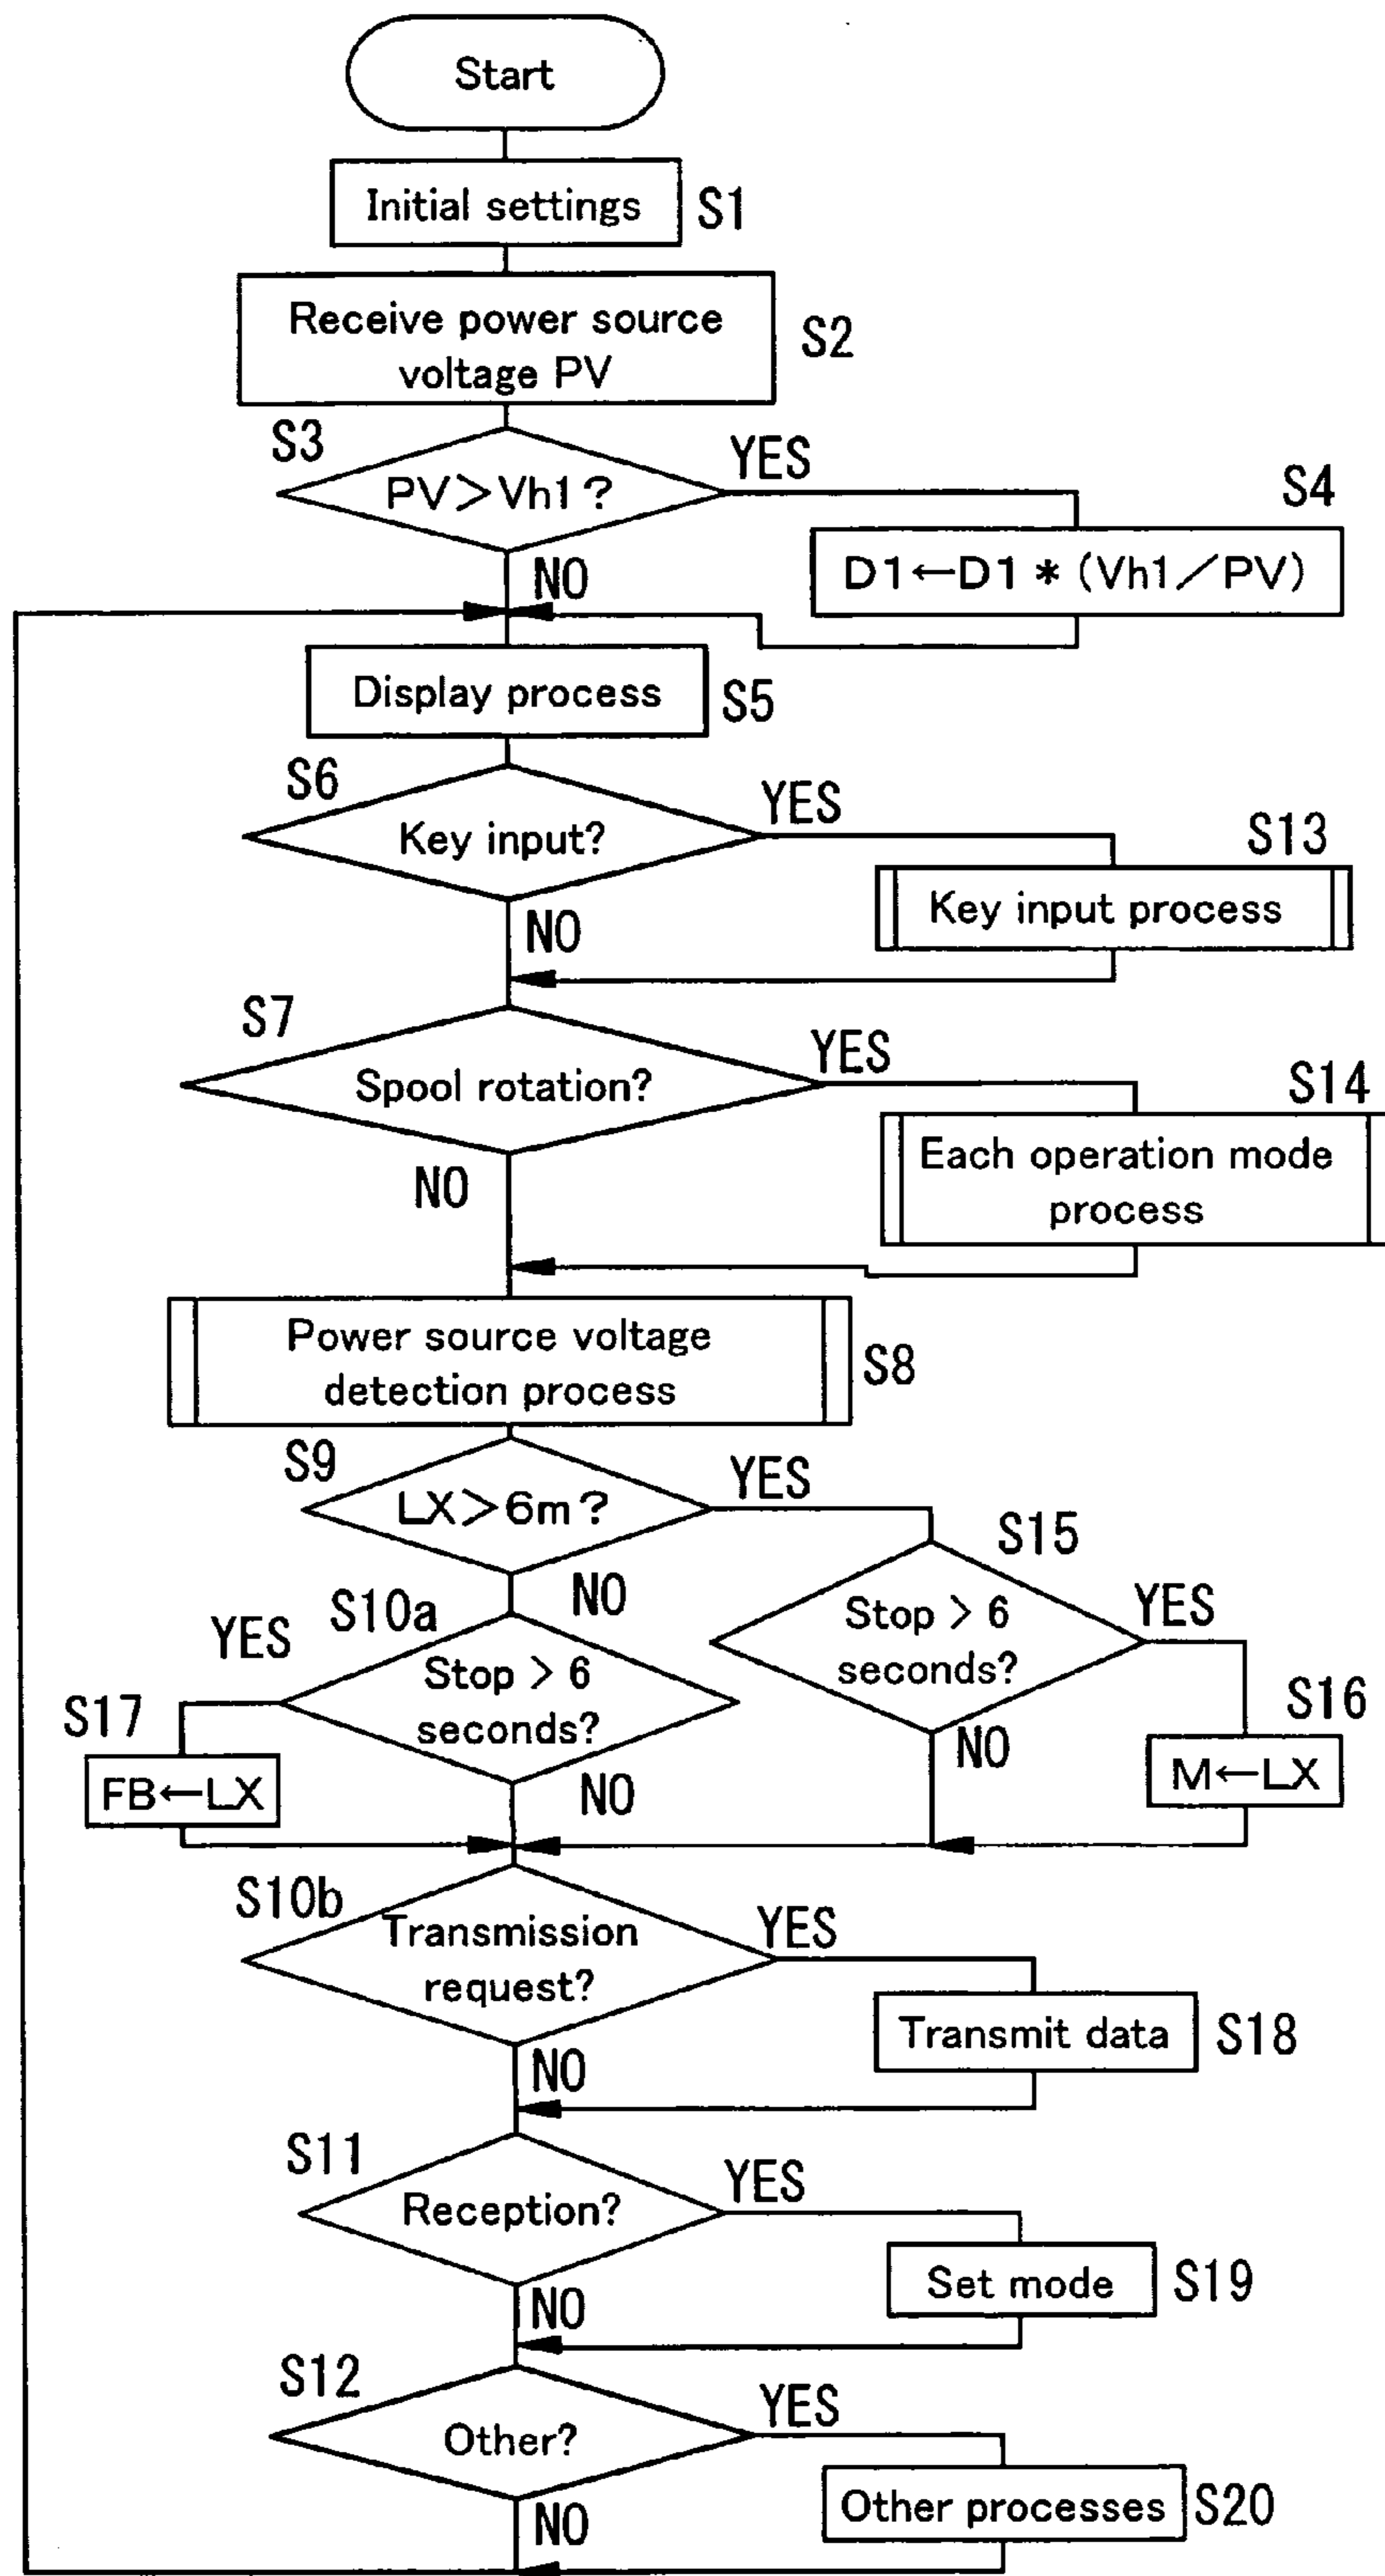 Start
Initial settings
S1
Receive power source
voltage PV
S2
S3
PV>Vh1?
YES
NO
S4
D1←D1*(Vh1/PV)
Display process
S5
S6
Key input?
YES
NO
S13
Key input process
S7
Spool rotation?
YES
NO
S14
Each operation mode
process
Power source voltage
detection process
S8
S9
LX>6m?
YES
NO
S15
Stop > 6
seconds?
YES
NO
S16
M←LX
S10a
Stop > 6
seconds?
YES
NO
S17
FB←LX
S10b
Transmission
request?
YES
NO
Transmit data
S18
S11
Reception?
YES
NO
Set mode
S19
S12
Other?
YES
NO
Other processes
S20